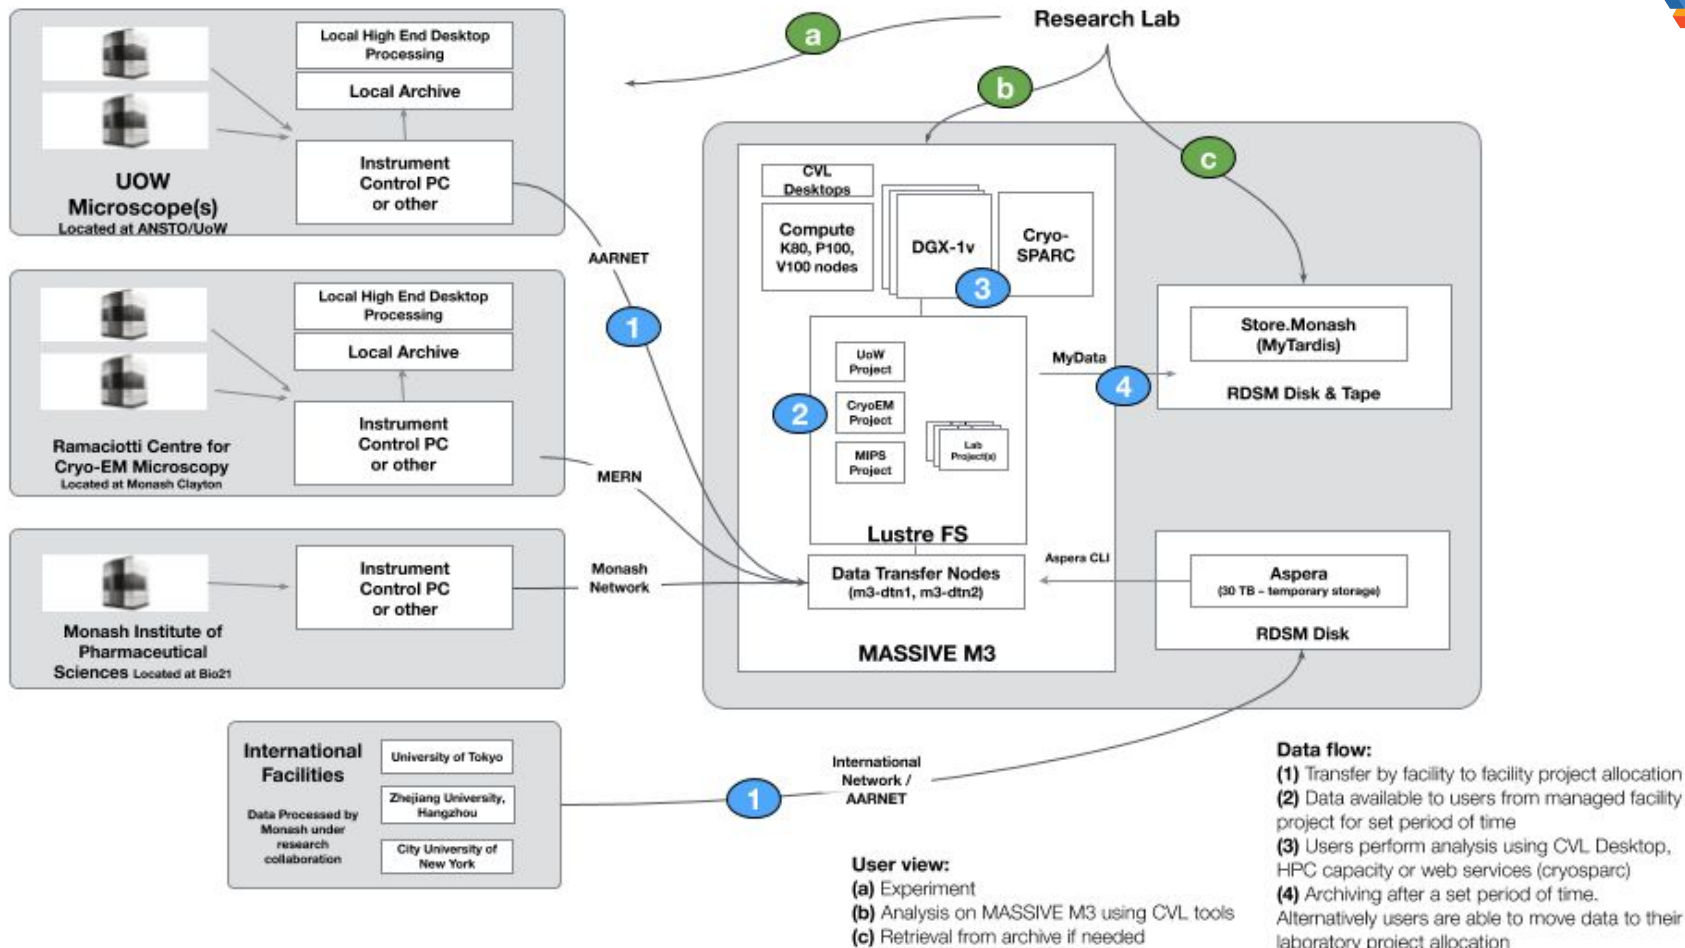 Research Lab
a
b
c
Local High End Desktop
Processing
Local Archive
Instrument
Control PC
or other
UOW
Microscope(s)
Located at ANSTO/UoW
AARNET
1
Local High End Desktop
Processing
Local Archive
Instrument
Control PC
or other
Ramaciotti Centre for
Cryo-EM Microscopy
Located at Monash Clayton
MERN
Instrument
Control PC
or other
Monash Institute of
Pharmaceutical
Sciences Located at Bio21
Monash
Network
CVL
Desktops
Compute
K80, P100,
V100 nodes
DGX-1v
Cryo-
SPARC
3
UoW
Project
2
CryoEM
Project
MIPS
Project
Lab
Project(s)
Lustre FS
Data Transfer Nodes
(m3-dtn1, m3-dtn2)
MASSIVE M3
MyData
4
Store.Monash
(MyTardis)
RDSM Disk & Tape
Aspera CLI
Aspera
(30 TB – temporary storage)
RDSM Disk
International
Facilities
Data Processed by
Monash under
research
collaboration
University of Tokyo
Zhejiang University,
Hangzhou
City University of
New York
1
International
Network /
AARNET
User view:
(a) Experiment
(b) Analysis on MASSIVE M3 using CVL tools
(c) Retrieval from archive if needed
Data flow:
(1) Transfer by facility to facility project allocation
(2) Data available to users from managed facility
project for set period of time
(3) Users perform analysis using CVL Desktop,
HPC capacity or web services (cryosparc)
(4) Archiving after a set period of time.
Alternatively users are able to move data to their
laboratory project allocation